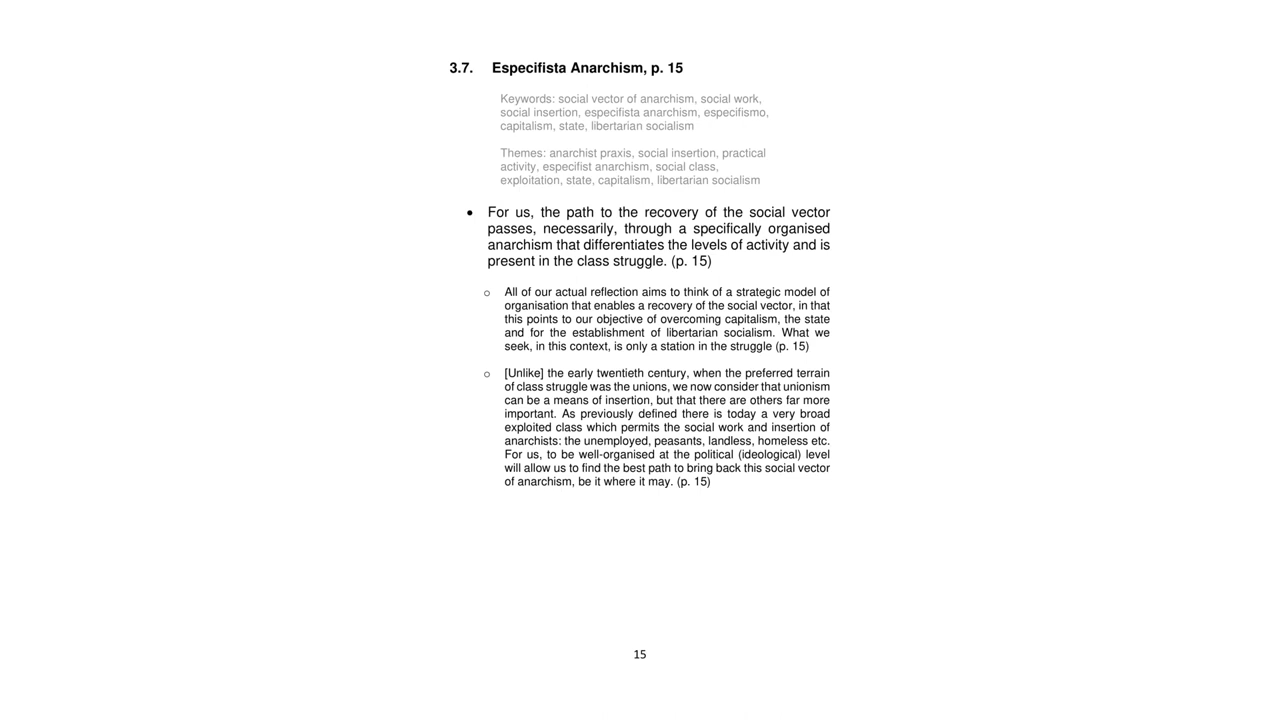 3.7. Especifista Anarchism, p. 15
Keywords: social vector of anarchism, social work,
social insertion, especifista anarchism, especifismo,
capitalism, state, libertarian socialism
Themes: anarchist praxis, social insertion, practical
activity, especifist anarchism, social class,
exploitation, state, capitalism, libertarian socialism
• For us, the path to the recovery of the social vector
passes, necessarily, through a specifically organised
anarchism that differentiates the levels of activity and is
present in the class struggle. (p. 15)
o All of our actual reflection aims to think of a strategic model of
organisation that enables a recovery of the social vector, in that
this points to our objective of overcoming capitalism, the state
and for the establishment of libertarian socialism. What we
seek, in this context, is only a station in the struggle (p. 15)
o [Unlike] the early twentieth century, when the preferred terrain
of class struggle was the unions, we now consider that unionism
can be a means of insertion, but that there are others far more
important. As previously defined there is today a very broad
exploited class which permits the social work and insertion of
anarchists: the unemployed, peasants, landless, homeless etc.
For us, to be well-organised at the political (ideological) level
will allow us to find the best path to bring back this social vector
of anarchism, be it where it may. (p. 15)
15